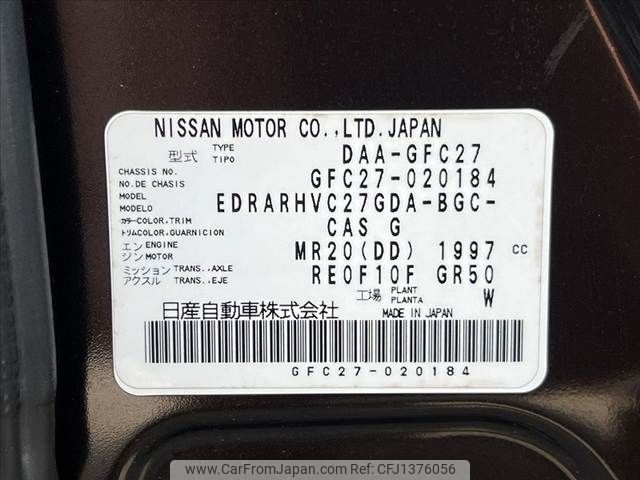 NISSAN MOTOR CO.,LTD.JAPAN
型式 TYPE TIPO DAA-GFC27
CHASSIS NO. NO.DE CHASIS GFC27-020184
MODEL MODELO EDRARHVC27GDA-BGC-
カラー COLOR,TRIM トリム COLOR,GUARNICION CAS G
エンジン ENGINE MOTOR MR20(DD) 1997 cc
ミッション アクスル TRANS.,AXLE TRANS.,EJE RE0F10F GR50
工場 PLANT PLANTA W
日産自動車株式会社 MADE IN JAPAN
GFC27-020184
www.CarFromJapan.com - Ref No: CFJ1376056